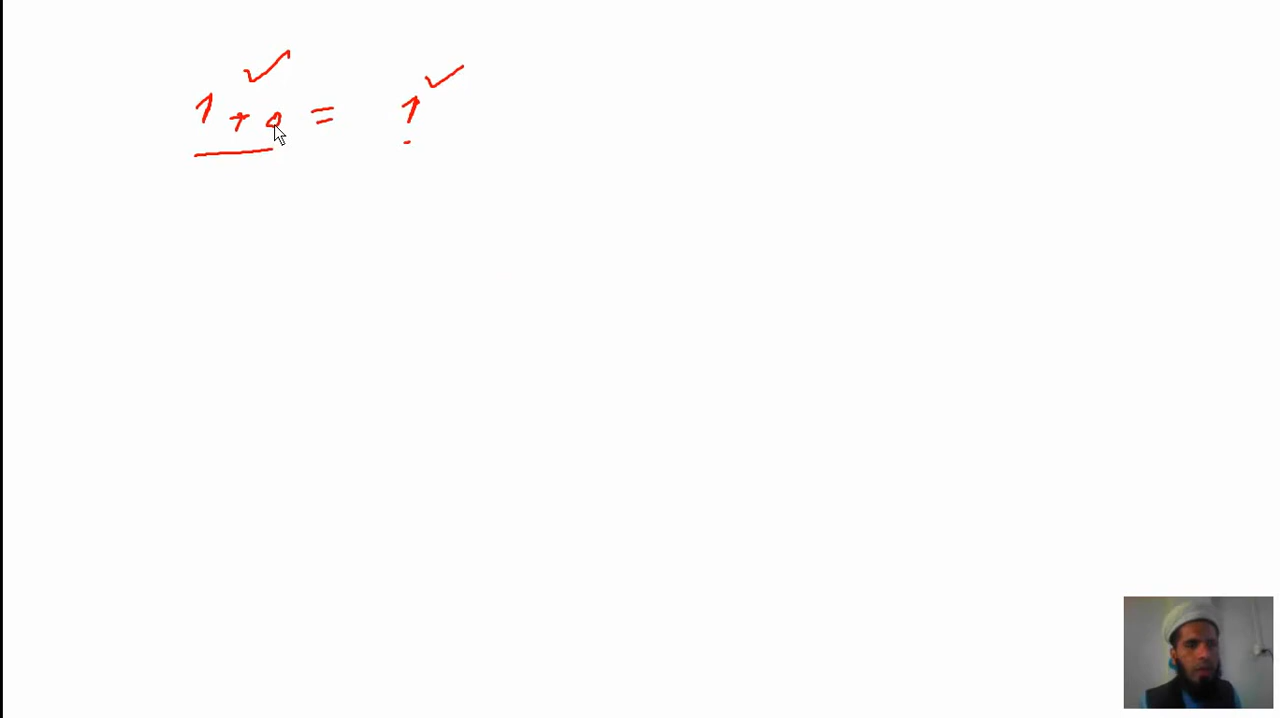 1 + 0 = 1